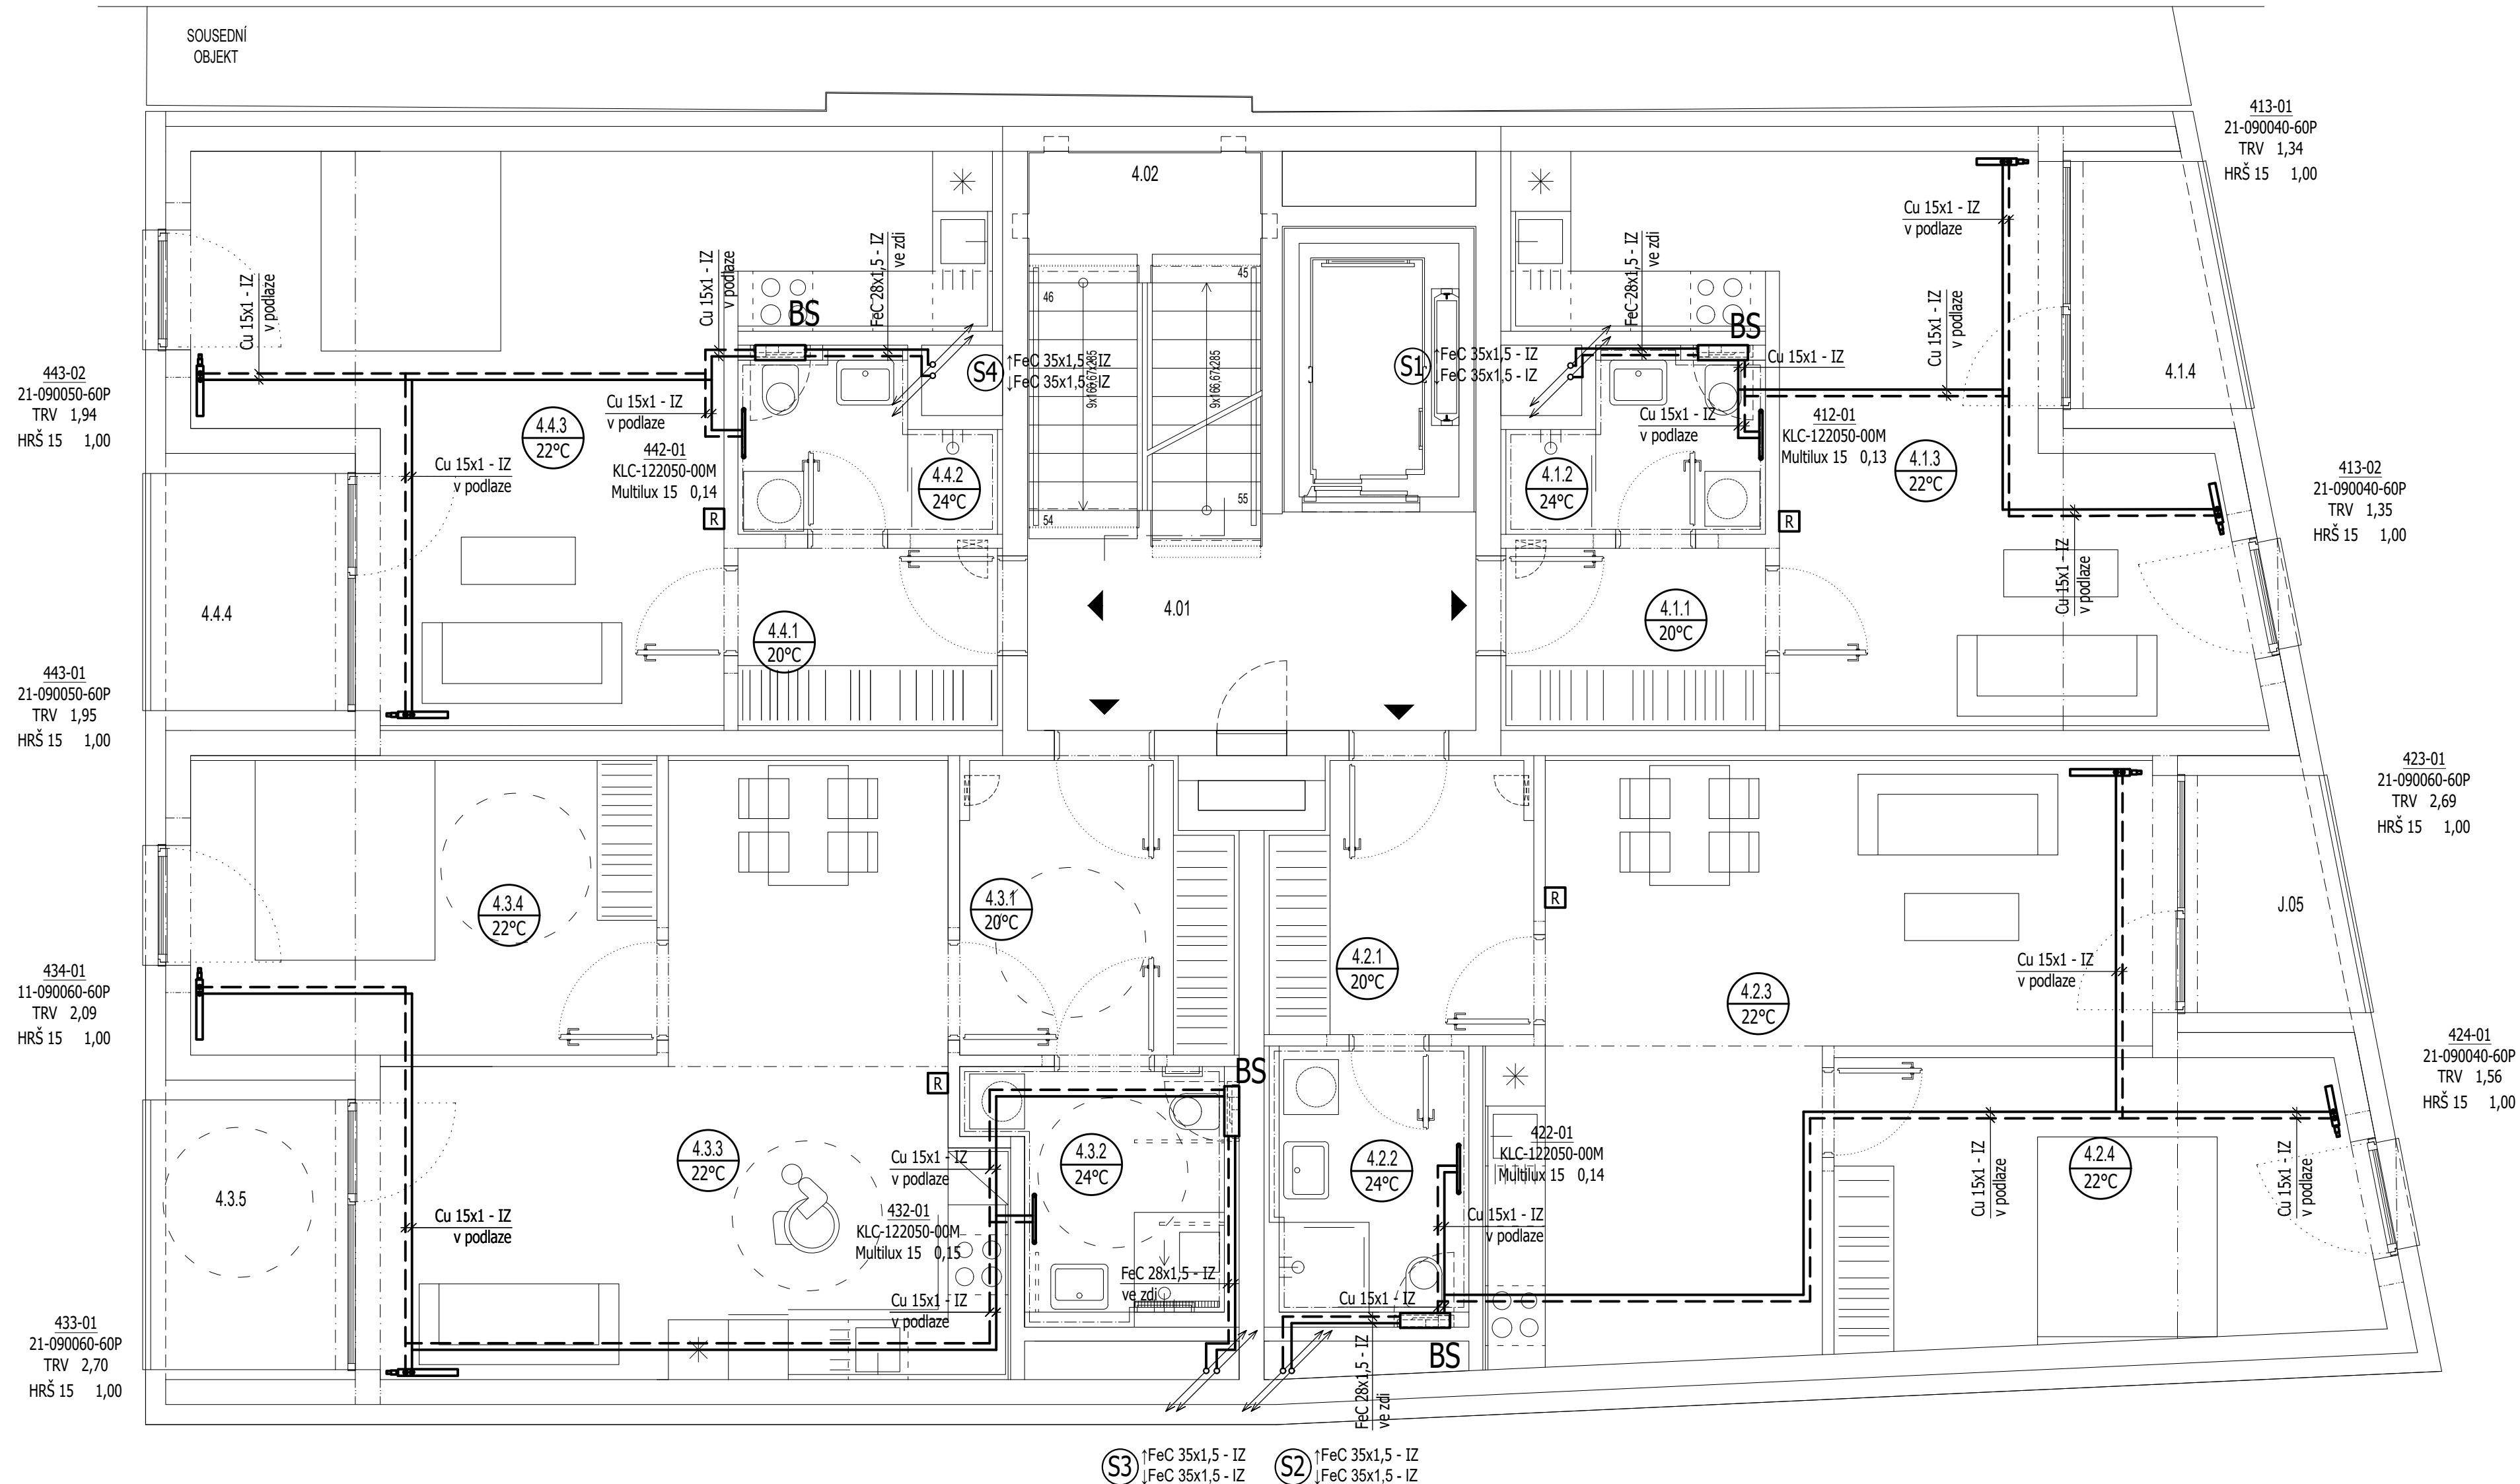 SOUSEDNÍ
OBJEKT
413-01
21-090040-60P
TRV 1,34
HRŠ 15 1,00
4.02
Cu 15x1 - IZ
v podlaze
Cu 15x1 - IZ
v podlaze
Cu 15x1 - IZ
v podlaze
FeC 28x1,5 - IZ
ve zdi
BS
46
45
9x166,67x285
9x166,67x285
54
55
FeC 28x1,5 - IZ
ve zdi
BS
Cu 15x1 - IZ
Cu 15x1 - IZ
v podlaze
S4
↑FeC 35x1,5 - IZ
↓FeC 35x1,5 - IZ
S1
↑FeC 35x1,5 - IZ
↓FeC 35x1,5 - IZ
4.1.4
443-02
21-090050-60P
TRV 1,94
HRŠ 15 1,00
Cu 15x1 - IZ
v podlaze
4.4.3
22°C
442-01
KLC-122050-00M
Multilux 15 0,14
Cu 15x1 - IZ
v podlaze
4.4.2
24°C
R
4.1.2
24°C
Cu 15x1 - IZ
v podlaze
412-01
KLC-122050-00M
Multilux 15 0,13
4.1.3
22°C
R
413-02
21-090040-60P
TRV 1,35
HRŠ 15 1,00
Cu 15x1 - IZ
v podlaze
4.4.4
4.4.1
20°C
4.01
4.1.1
20°C
443-01
21-090050-60P
TRV 1,95
HRŠ 15 1,00
423-01
21-090060-60P
TRV 2,69
HRŠ 15 1,00
4.3.4
22°C
4.3.1
20°C
4.2.1
20°C
R
J.05
Cu 15x1 - IZ
v podlaze
4.2.3
22°C
434-01
11-090060-60P
TRV 2,09
HRŠ 15 1,00
424-01
21-090040-60P
TRV 1,56
HRŠ 15 1,00
R
BS
4.3.5
Cu 15x1 - IZ
v podlaze
4.3.3
22°C
Cu 15x1 - IZ
v podlaze
432-01
KLC-122050-00M
Multilux 15 0,15
4.3.2
24°C
4.2.2
24°C
422-01
KLC-122050-00M
Multilux 15 0,14
Cu 15x1 - IZ
v podlaze
Cu 15x1 - IZ
v podlaze
4.2.4
22°C
Cu 15x1 - IZ
v podlaze
Cu 15x1 - IZ
v podlaze
FeC 28x1,5 - IZ
ve zdi
Cu 15x1 - IZ
433-01
21-090060-60P
TRV 2,70
HRŠ 15 1,00
FeC 28x1,5 - IZ
ve zdi
BS
S3
↑FeC 35x1,5 - IZ
↓FeC 35x1,5 - IZ
S2
↑FeC 35x1,5 - IZ
↓FeC 35x1,5 - IZ